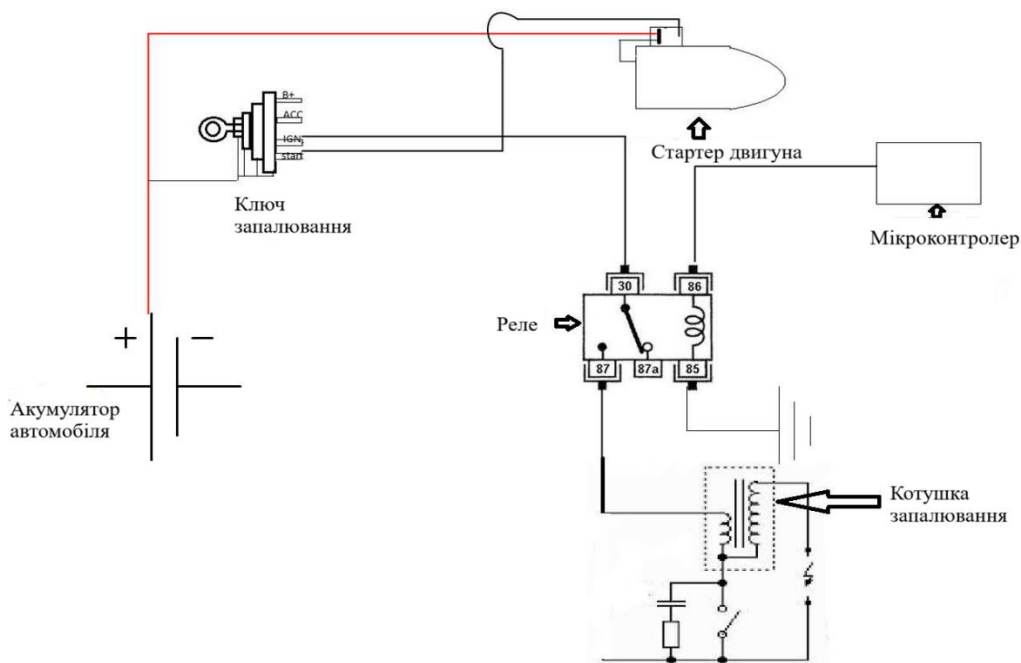 B+
ACC
IGN
start
Ключ
запалювання
Стартер двигуна
Мікроконтролер
30
86
Реле
87
87a
85
+
−
Акумулятор
автомобіля
Котушка
запалювання